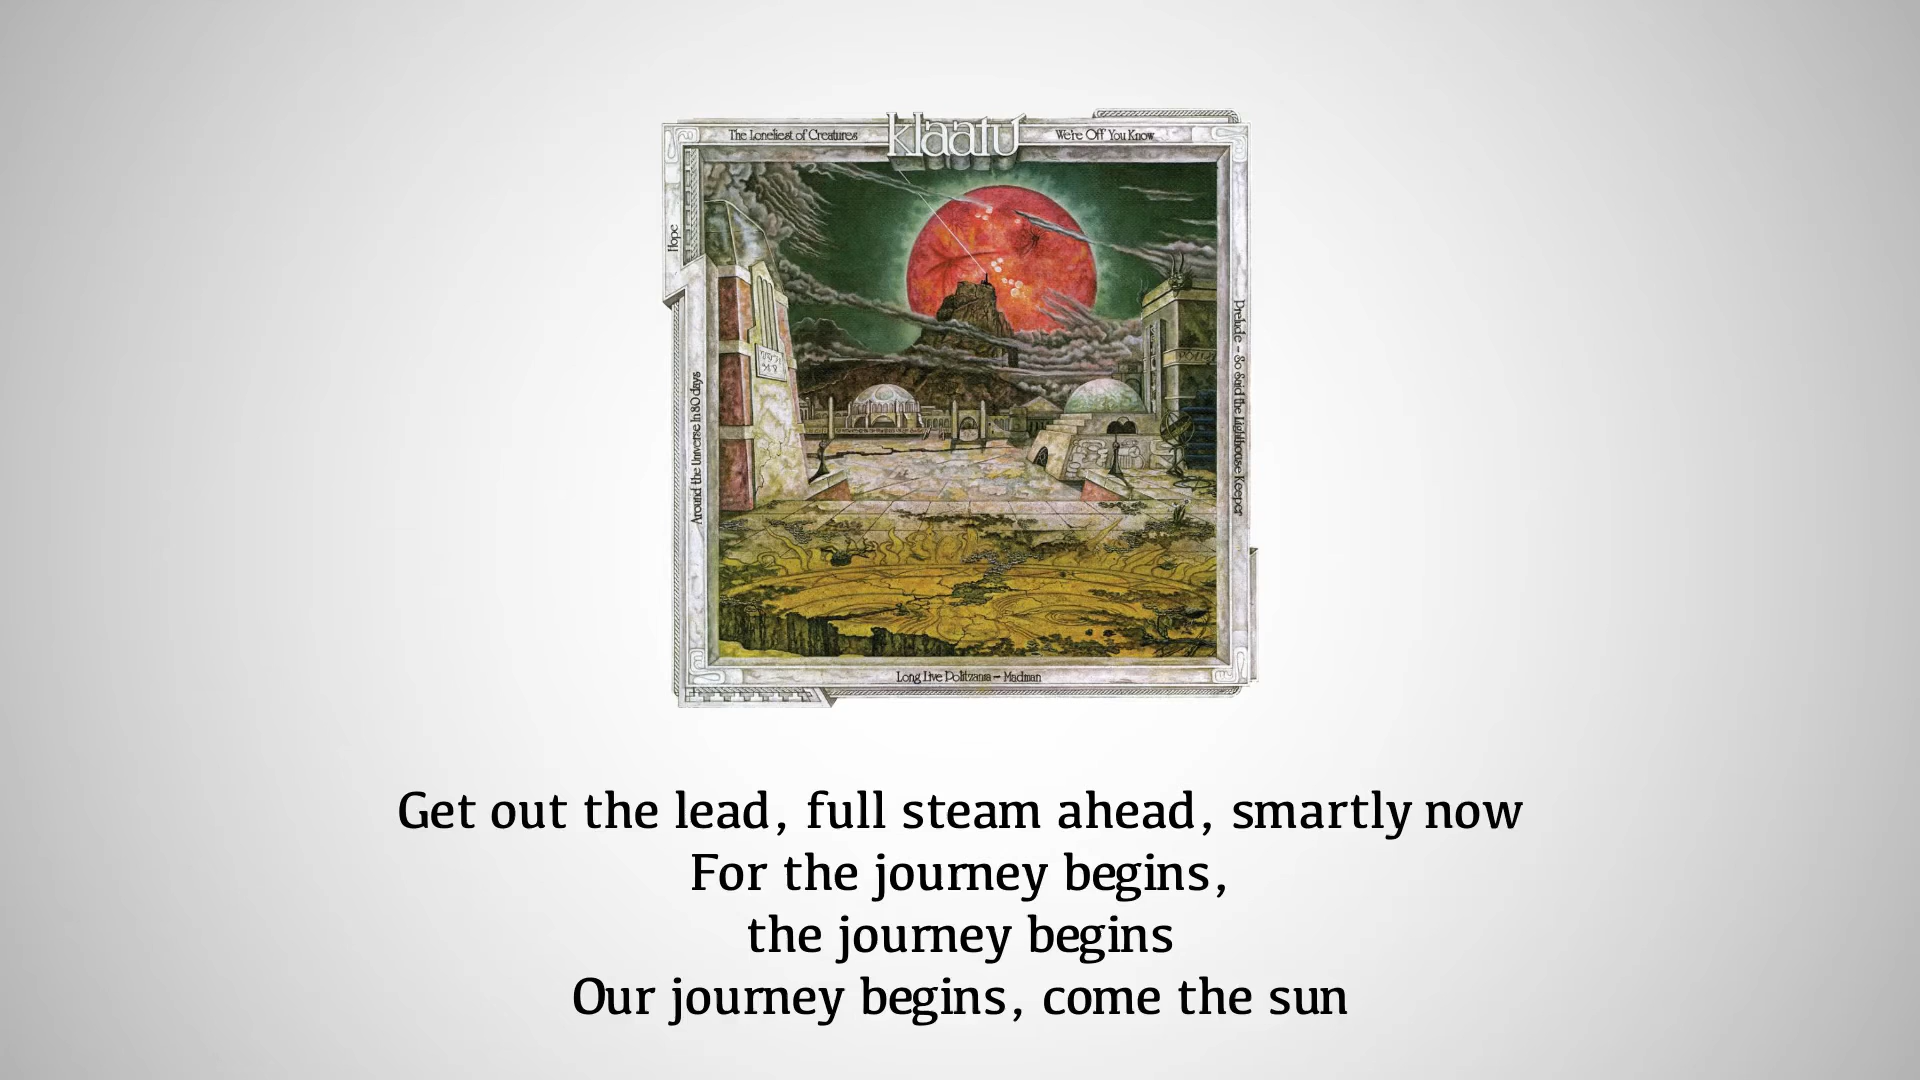 klaatu
The Loneliest of Creatures
We're Off You Know
Hope
Around the Universe In 80 days
Prelude - So Said the Lighthouse Keeper
Long Live Politzania - Madman
Get out the lead, full steam ahead, smartly now
For the journey begins,
the journey begins
Our journey begins, come the sun